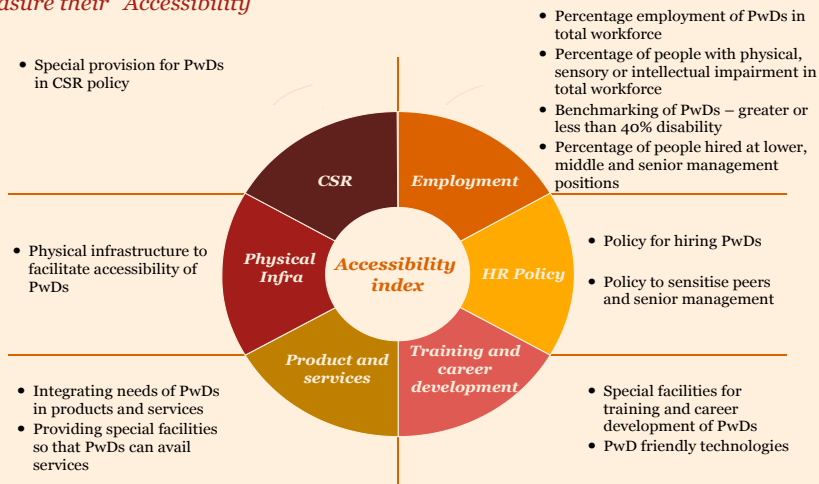 their "Accessibility
• Special provision for PwDs
in CSR policy
• Percentage employment of PwDs in
total workforce
• Percentage of people with physical,
sensory or intellectual impairment in
total workforce
• Benchmarking of PwDs – greater or
less than 40% disability
• Percentage of people hired at lower,
middle and senior management
positions
CSR
Employment
• Physical infrastructure to
facilitate accessibility of
PwDs
Physical
Infra
Accessibility
index
HR Policy
• Policy for hiring PwDs
• Policy to sensitise peers
and senior management
Product and
services
Training and
career
development
• Integrating needs of PwDs
in products and services
• Providing special facilities
so that PwDs can avail
services
• Special facilities for
training and career
development of PwDs
• PwD friendly technologies